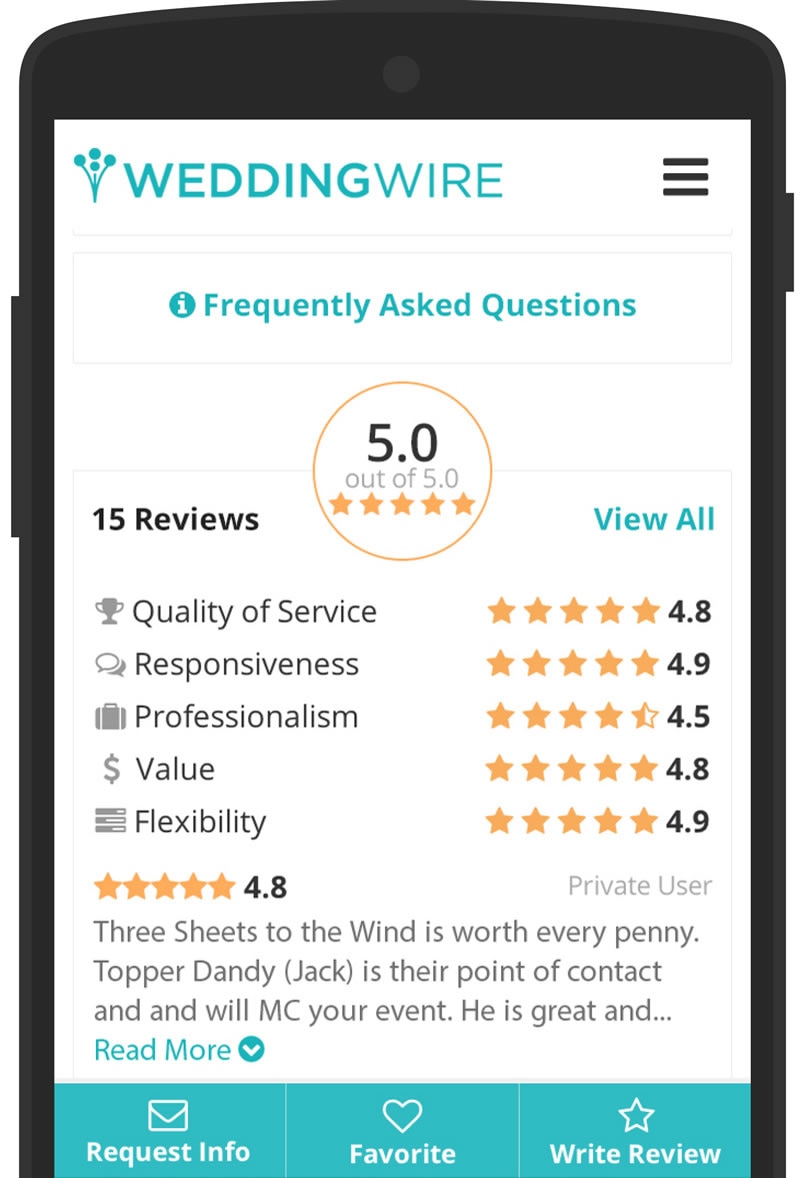 WEDDINGWIRE
Frequently Asked Questions
5.0
out of 5.0
15 Reviews View All
Quality of Service 4.8
Responsiveness 4.9
Professionalism 4.5
$ Value 4.8
Flexibility 4.9
4.8 Private User
Three Sheets to the Wind is worth every penny.
Topper Dandy (Jack) is their point of contact
and and will MC your event. He is great and...
Read More
Request Info Favorite Write Review